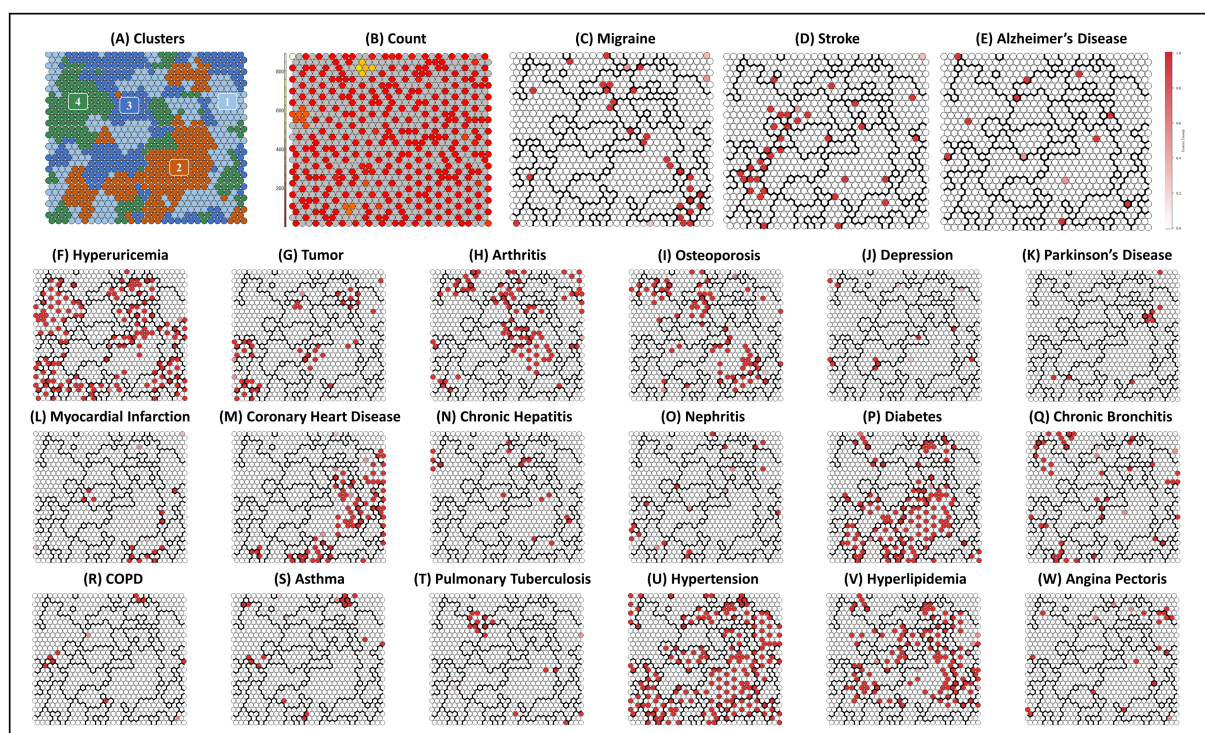 (A) Clusters
(B) Count
(C) Migraine
(D) Stroke
(E) Alzheimer's Disease
4
3
1
2
800
600
400
200
1.0
0.8
0.6
0.4
0.2
0.0
(F) Hyperuricemia
(G) Tumor
(H) Arthritis
(I) Osteoporosis
(J) Depression
(K) Parkinson's Disease
(L) Myocardial Infarction
(M) Coronary Heart Disease
(N) Chronic Hepatitis
(O) Nephritis
(P) Diabetes
(Q) Chronic Bronchitis
(R) COPD
(S) Asthma
(T) Pulmonary Tuberculosis
(U) Hypertension
(V) Hyperlipidemia
(W) Angina Pectoris